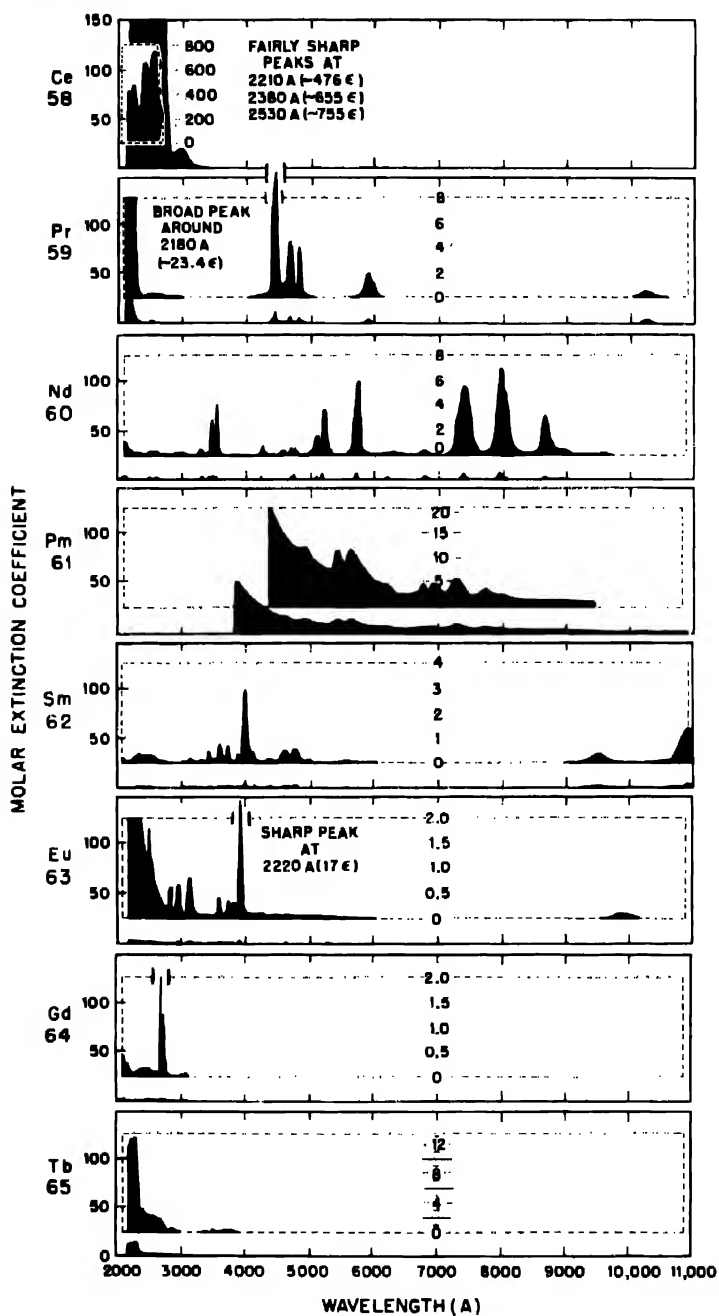 MOLAR EXTINCTION COEFFICIENT
Ce
58
150
100
50
800
600
400
200
0
FAIRLY SHARP
PEAKS AT
2210 A (~476 ϵ)
2380 A (~655 ϵ)
2530 A (~755 ϵ)
Pr
59
100
50
BROAD PEAK
AROUND
2180 A
(~23.4 ϵ)
8
6
4
2
0
Nd
60
100
50
8
6
4
2
0
Pm
61
100
50
20
15
10
5
Sm
62
100
50
4
3
2
1
0
Eu
63
100
50
SHARP PEAK
AT
2220 A (17 ϵ)
2.0
1.5
1.0
0.5
0
Gd
64
100
50
2.0
1.5
1.0
0.5
0
Tb
65
100
50
0
12
8
4
0
2000 3000 4000 5000 6000 7000 8000 9000 10,000 11,000
WAVELENGTH (A)